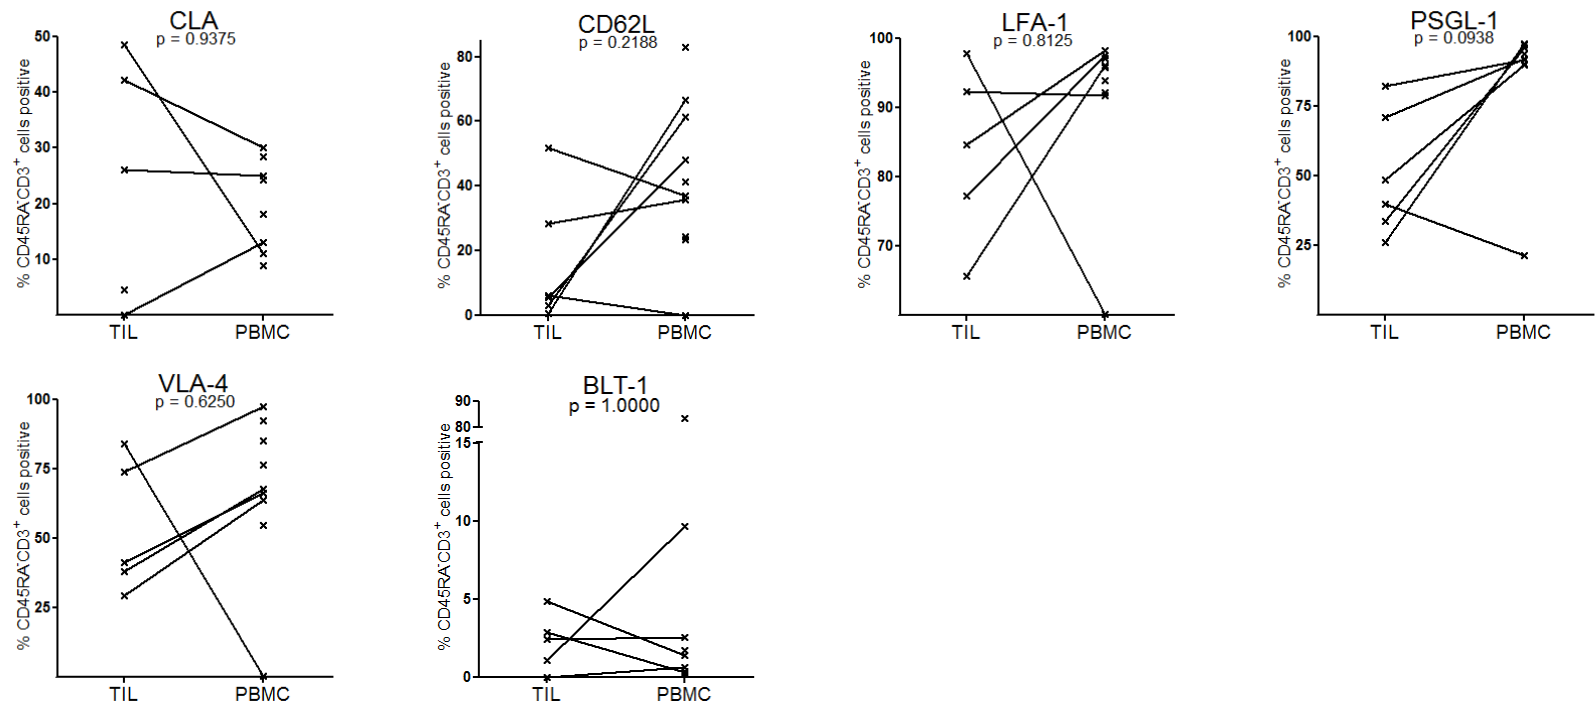 CLA
p = 0.9375
% CD45RA⁻CD3⁺ cells positive
50
40
30
20
10
TIL PBMC
CD62L
p = 0.2188
% CD45RA⁻CD3⁺ cells positive
80
60
40
20
0
TIL PBMC
LFA-1
p = 0.8125
% CD45RA⁻CD3⁺ cells positive
100
90
80
70
TIL PBMC
PSGL-1
p = 0.0938
% CD45RA⁻CD3⁺ cells positive
100
75
50
25
TIL PBMC
VLA-4
p = 0.6250
% CD45RA⁻CD3⁺ cells positive
100
75
50
25
TIL PBMC
BLT-1
p = 1.0000
% CD45RA⁻CD3⁺ cells positive
90
80
15
10
5
0
TIL PBMC